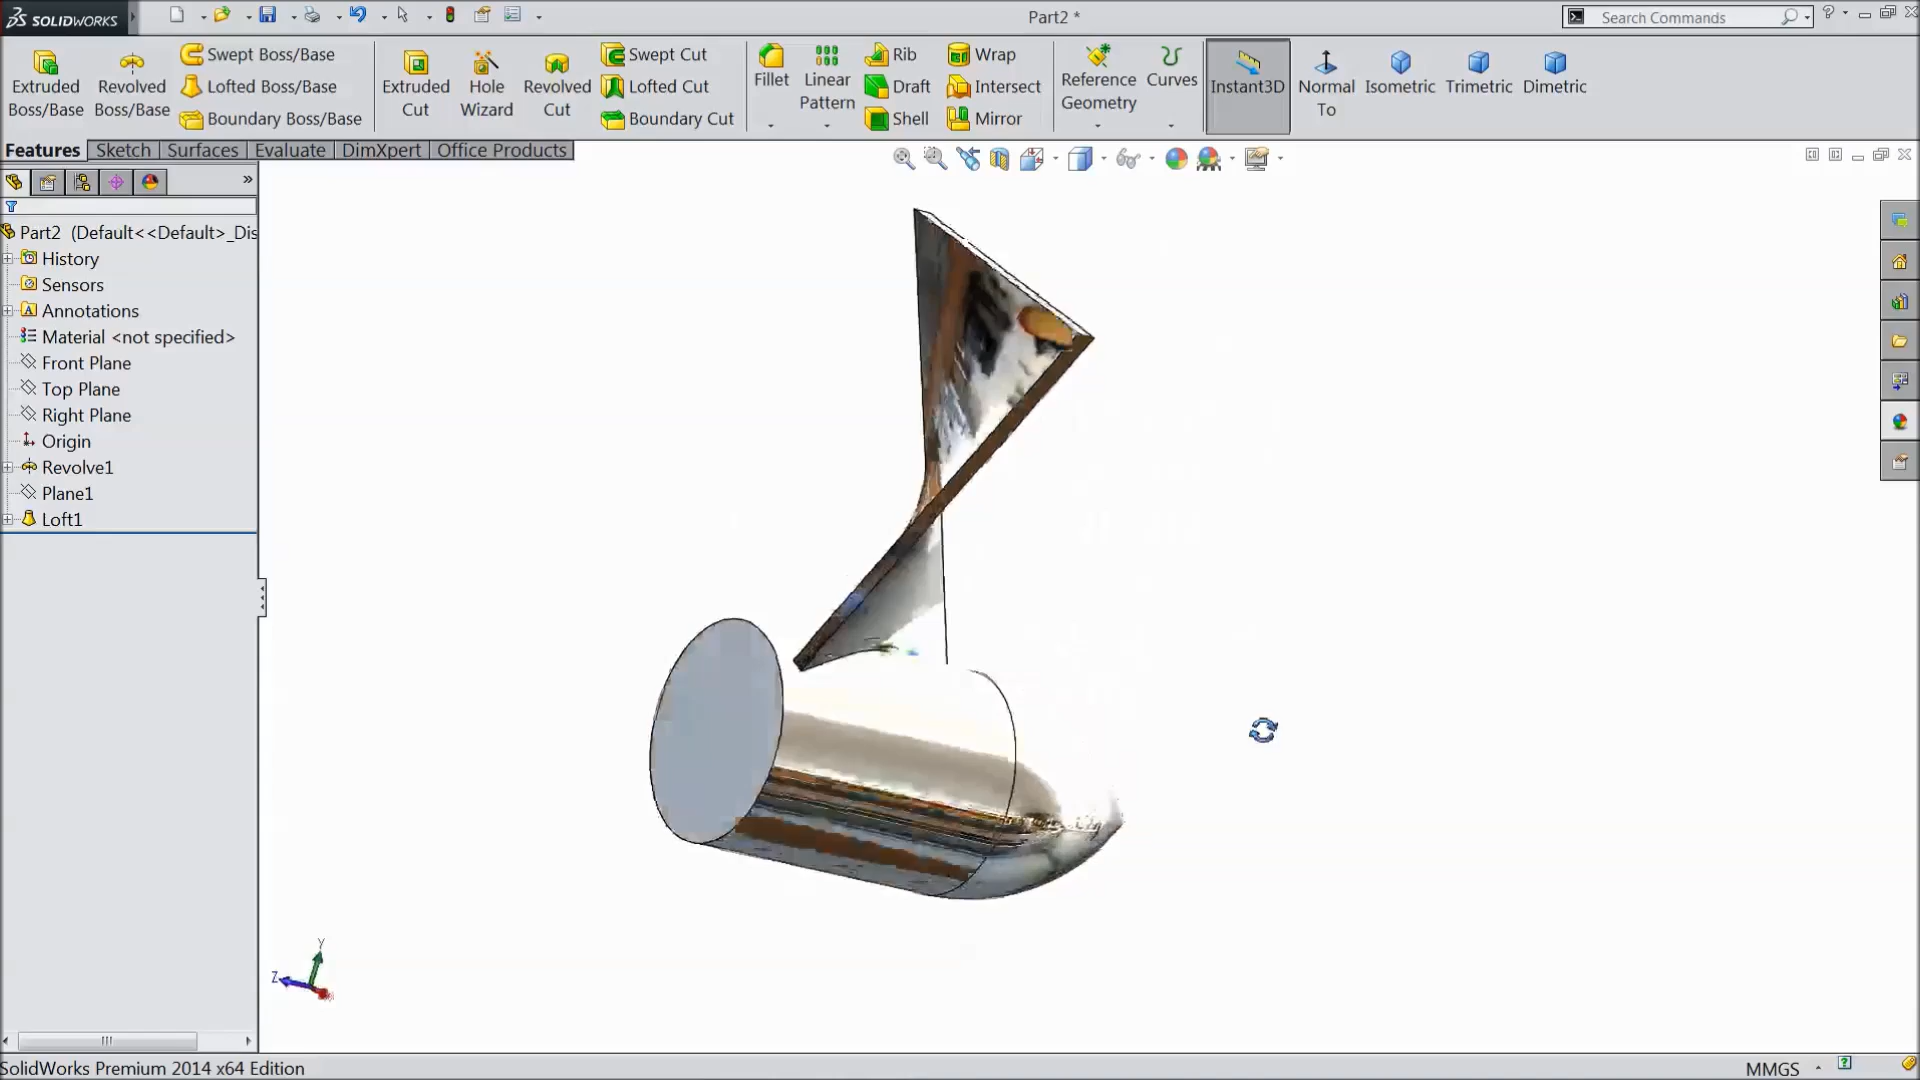 SOLIDWORKS
Part2 *
Search Commands
Extruded Boss/Base
Revolved Boss/Base
Swept Boss/Base
Lofted Boss/Base
Boundary Boss/Base
Extruded Cut
Hole Wizard
Revolved Cut
Swept Cut
Lofted Cut
Boundary Cut
Fillet
Linear Pattern
Rib
Draft
Shell
Wrap
Intersect
Mirror
Reference Geometry
Curves
Instant3D
Normal To
Isometric
Trimetric
Dimetric
Features
Sketch
Surfaces
Evaluate
DimXpert
Office Products
Part2 (Default<<Default>_Dis
History
Sensors
Annotations
Material <not specified>
Front Plane
Top Plane
Right Plane
Origin
Revolve1
Plane1
Loft1
Y
Z
SolidWorks Premium 2014 x64 Edition
MMGS